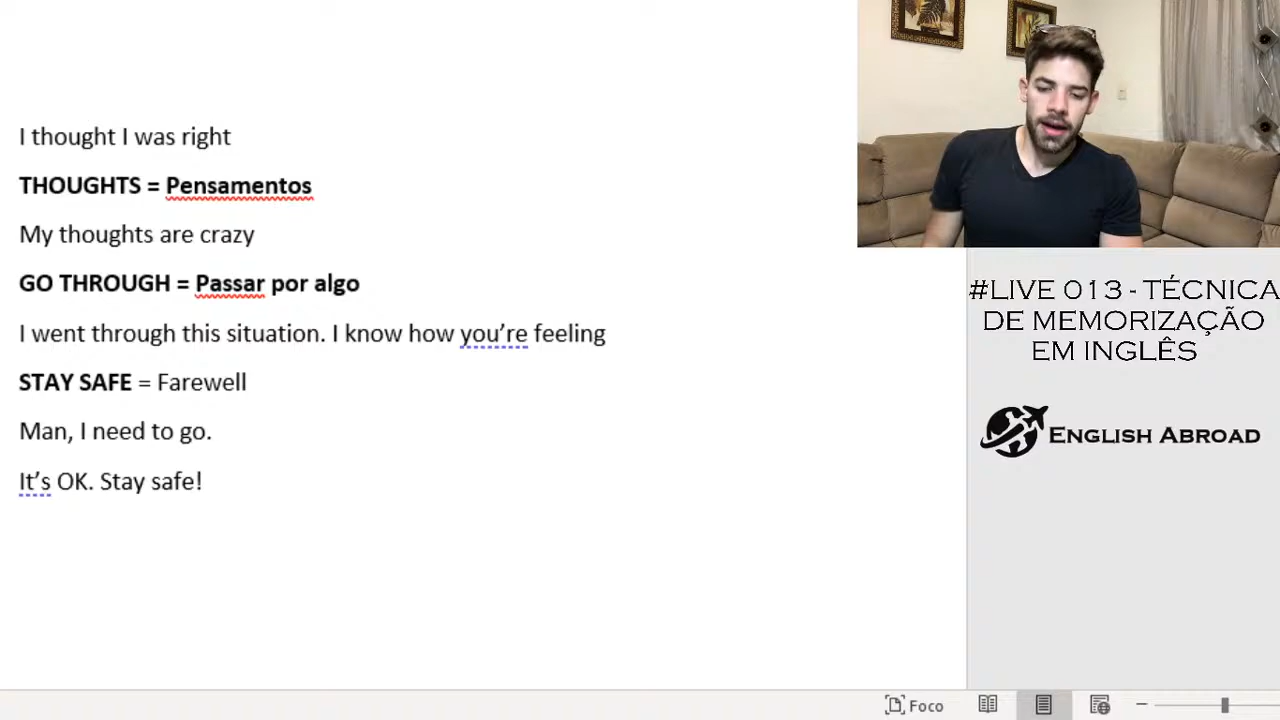 I thought I was right
THOUGHTS = Pensamentos
My thoughts are crazy
GO THROUGH = Passar por algo
I went through this situation. I know how you're feeling
STAY SAFE = Farewell
Man, I need to go.
It's OK. Stay safe!
#LIVE 013 - TÉCNICA
DE MEMORIZAÇÃO
EM INGLÊS
ENGLISH ABROAD
Foco